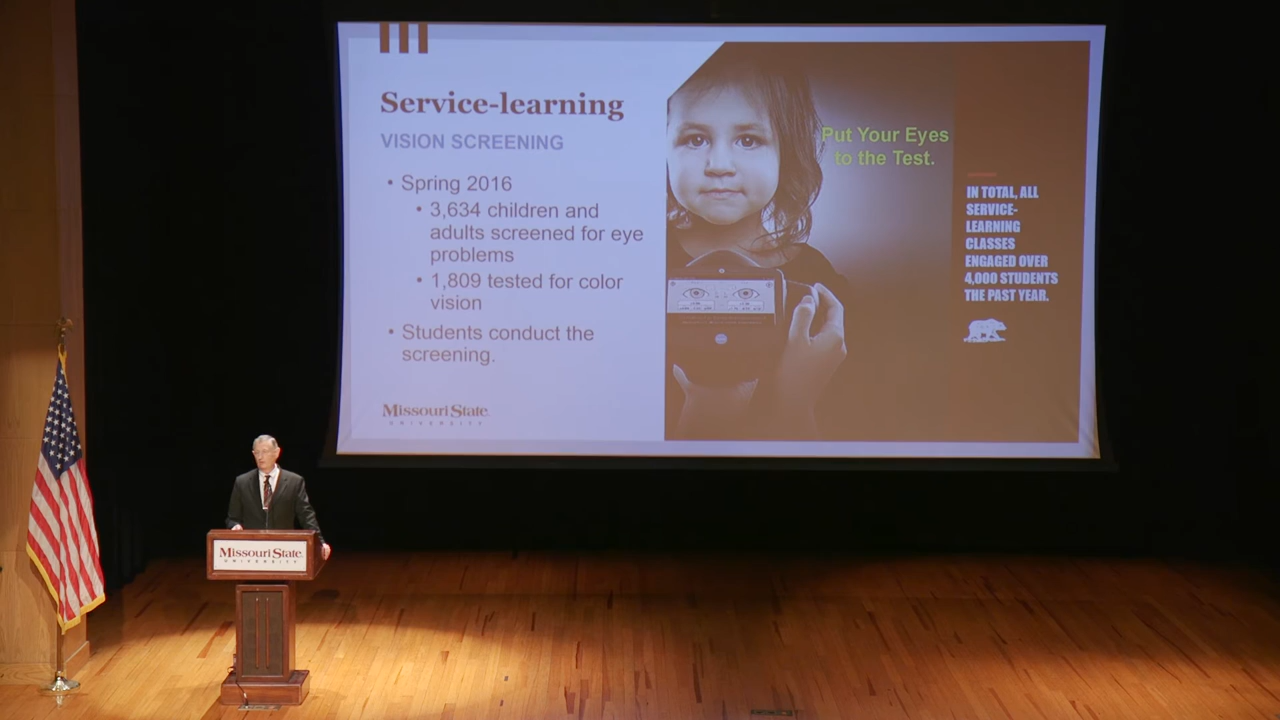 Service-learning
VISION SCREENING
• Spring 2016
• 3,634 children and
adults screened for eye
problems
• 1,809 tested for color
vision
• Students conduct the
screening.
Missouri State
UNIVERSITY
Put Your Eyes
to the Test.
IN TOTAL, ALL
SERVICE-
LEARNING
CLASSES
ENGAGED OVER
4,000 STUDENTS
THE PAST YEAR.
Missouri State
UNIVERSITY